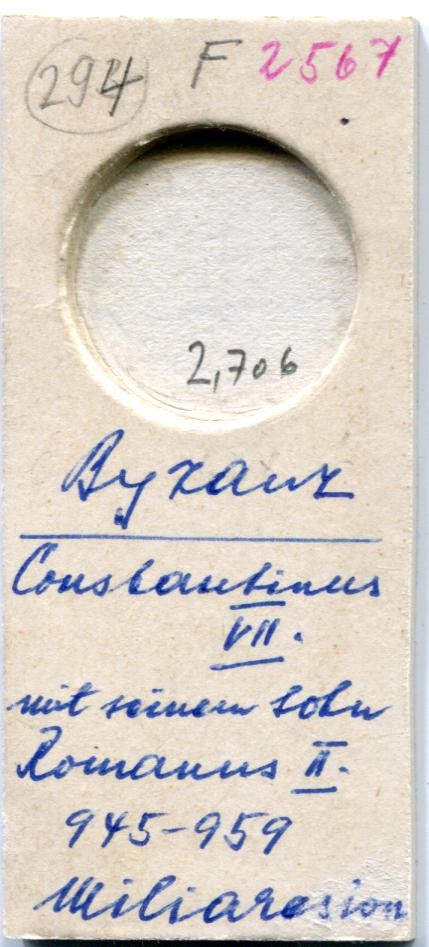 294 F 2567
2,706
Byzanz
Constantinus
VII.
mit seinem Sohn
Romanus II.
945-959
Miliaresion